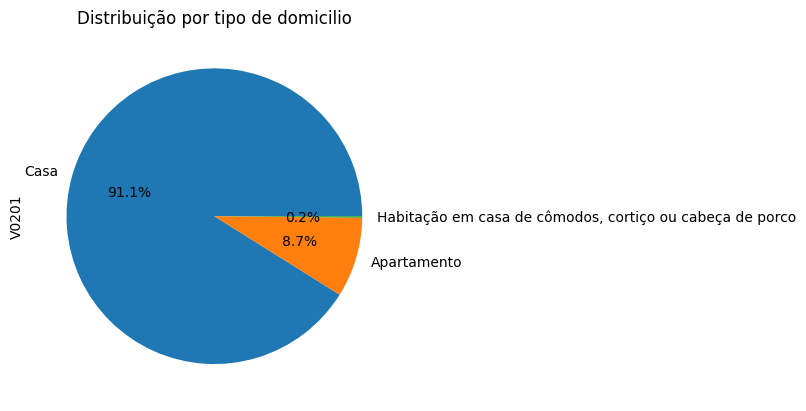 Distribuição por tipo de domicilio
Casa
91.1%
V0201
0.2%
Habitação em casa de cômodos, cortiço ou cabeça de porco
8.7%
Apartamento